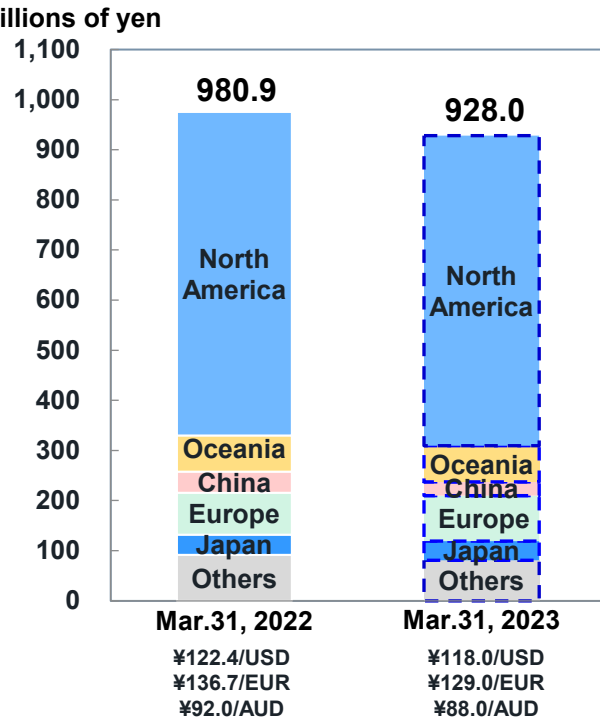 illions of yen
1,100
1,000
900
800
700
600
500
400
300
200
100
0
980.9
North
America
Oceania
China
Europe
Japan
Others
928.0
North
America
Oceania
China
Europe
Japan
Others
Mar.31, 2022
¥122.4/USD
¥136.7/EUR
¥92.0/AUD
Mar.31, 2023
¥118.0/USD
¥129.0/EUR
¥88.0/AUD